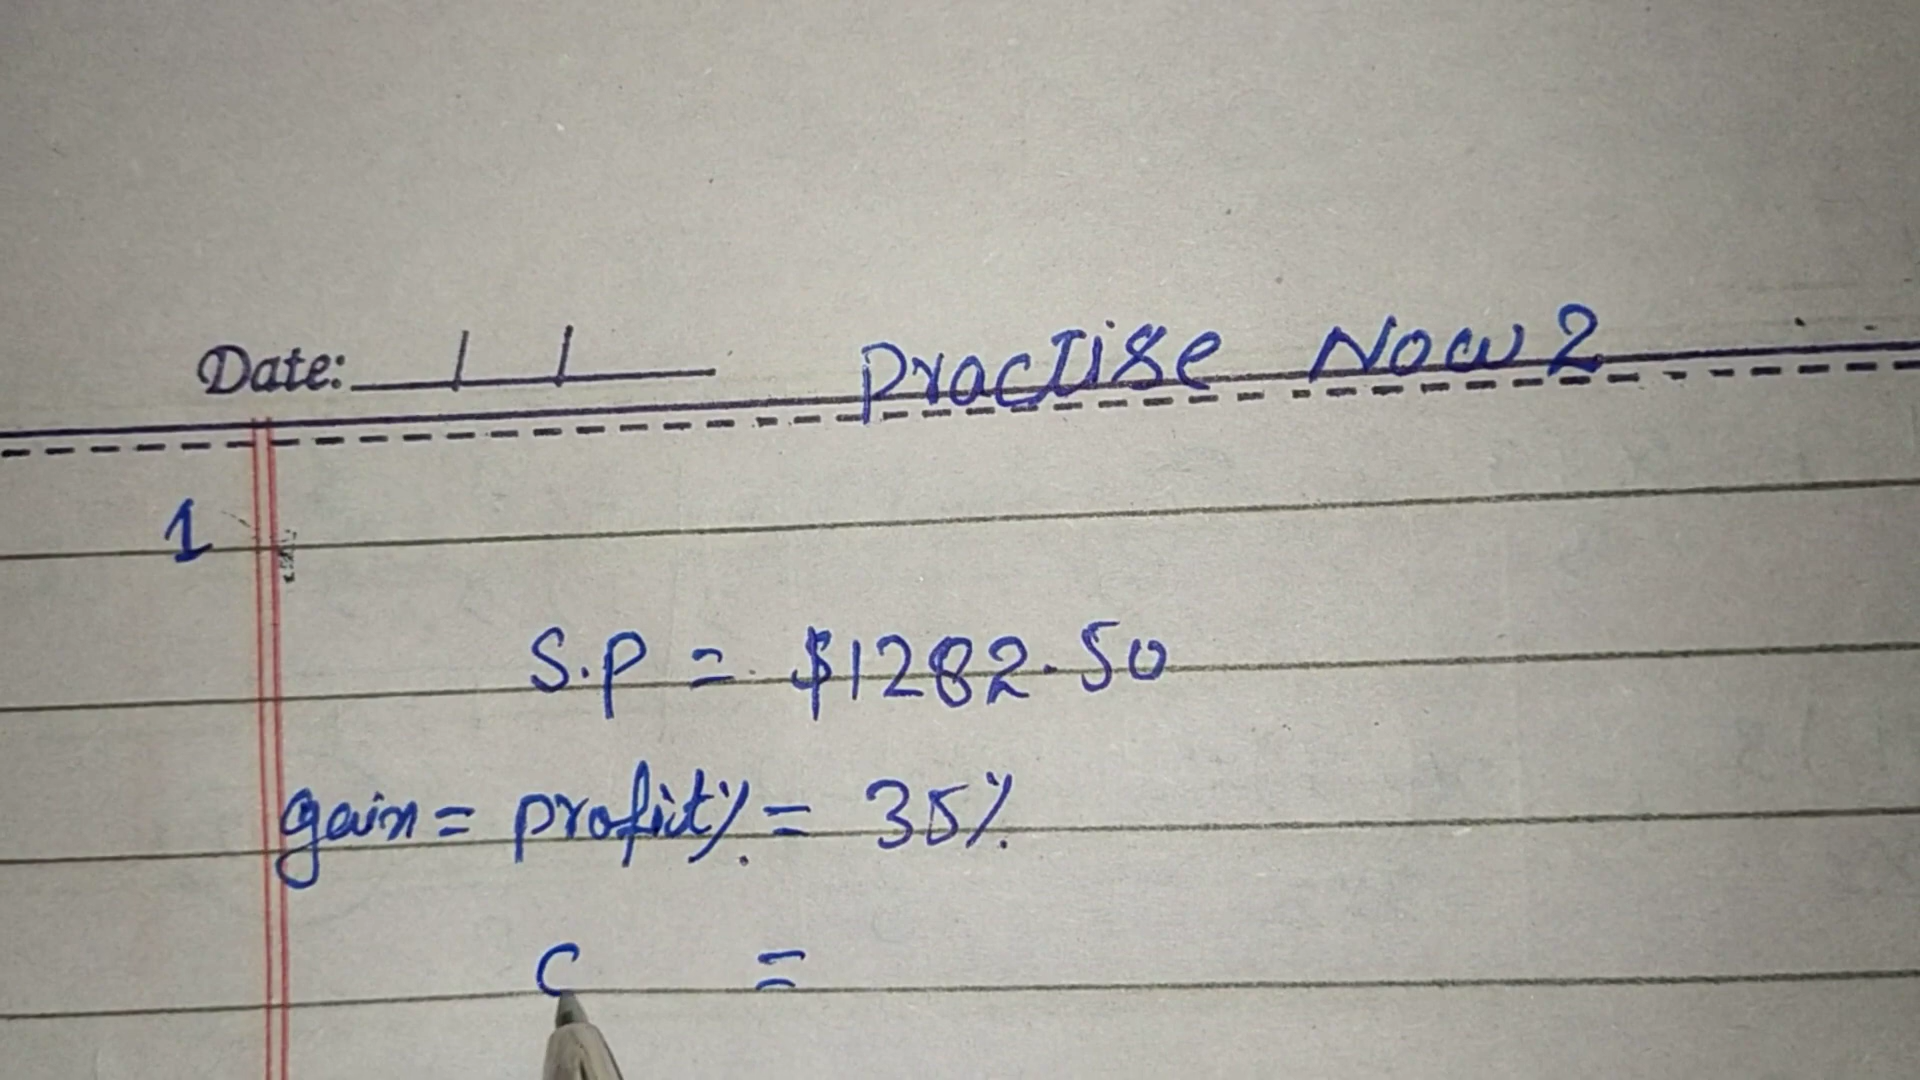 Date: / / Practise Now 2
1
S.P = $1282.50
gain = profit% = 35%
C =